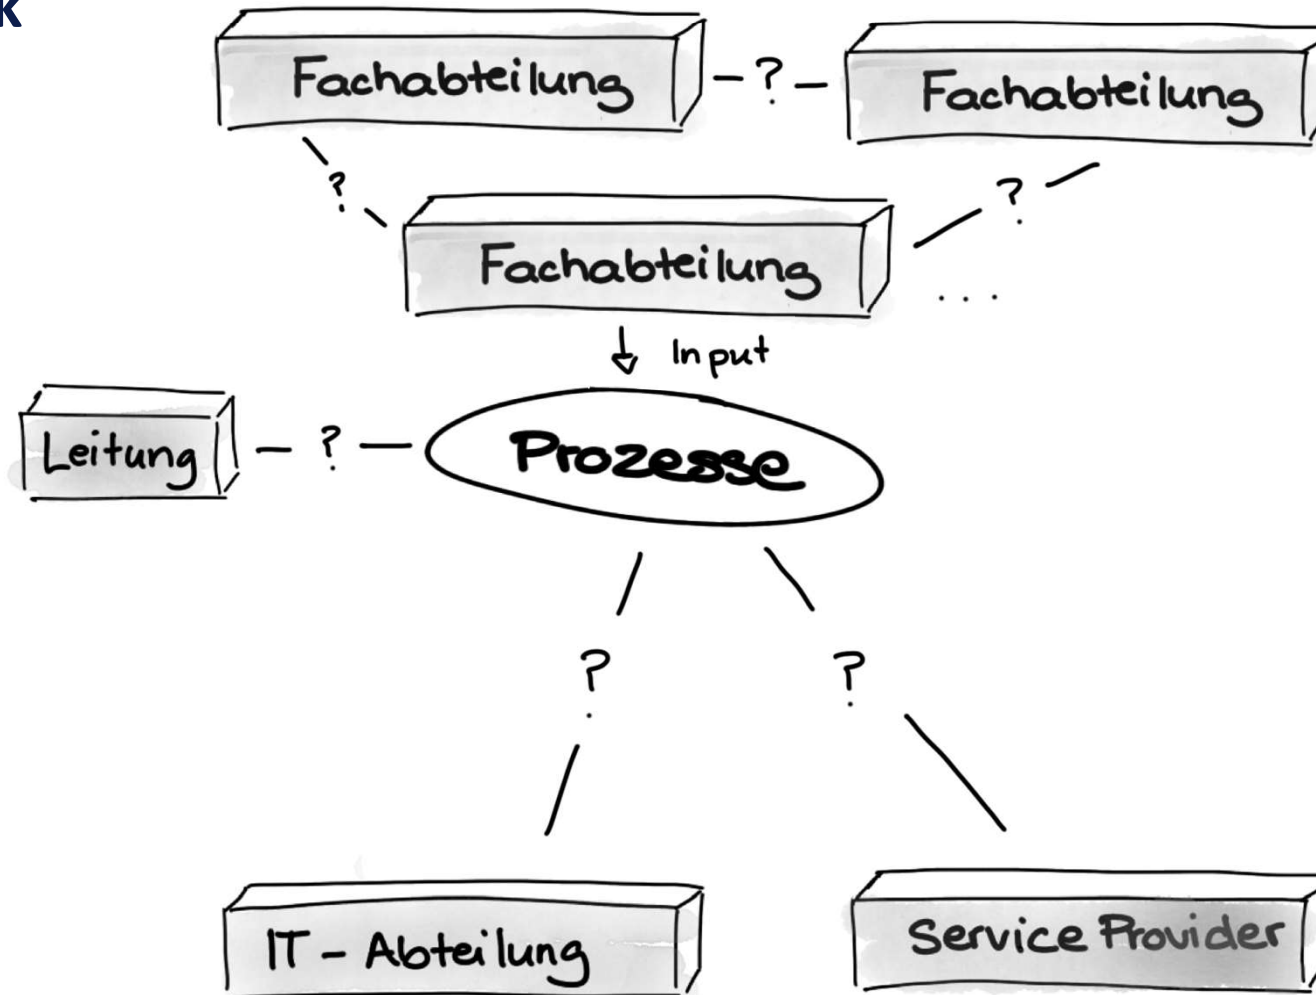 k
Fachabteilung - ? - Fachabteilung
? ?
Fachabteilung
...
Input
Leitung - ? - Prozesse
? ?
IT - Abteilung Service Provider